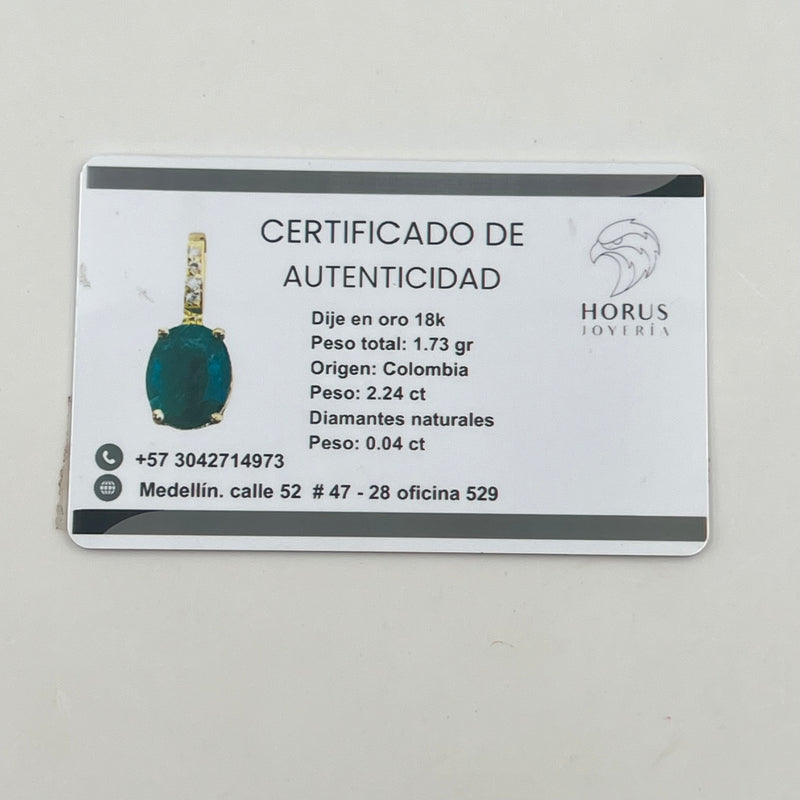 CERTIFICADO DE
AUTENTICIDAD
HORUS
JOYERÍA
Dije en oro 18k
Peso total: 1.73 gr
Origen: Colombia
Peso: 2.24 ct
Diamantes naturales
Peso: 0.04 ct
+57 3042714973
Medellín. calle 52 # 47 - 28 oficina 529